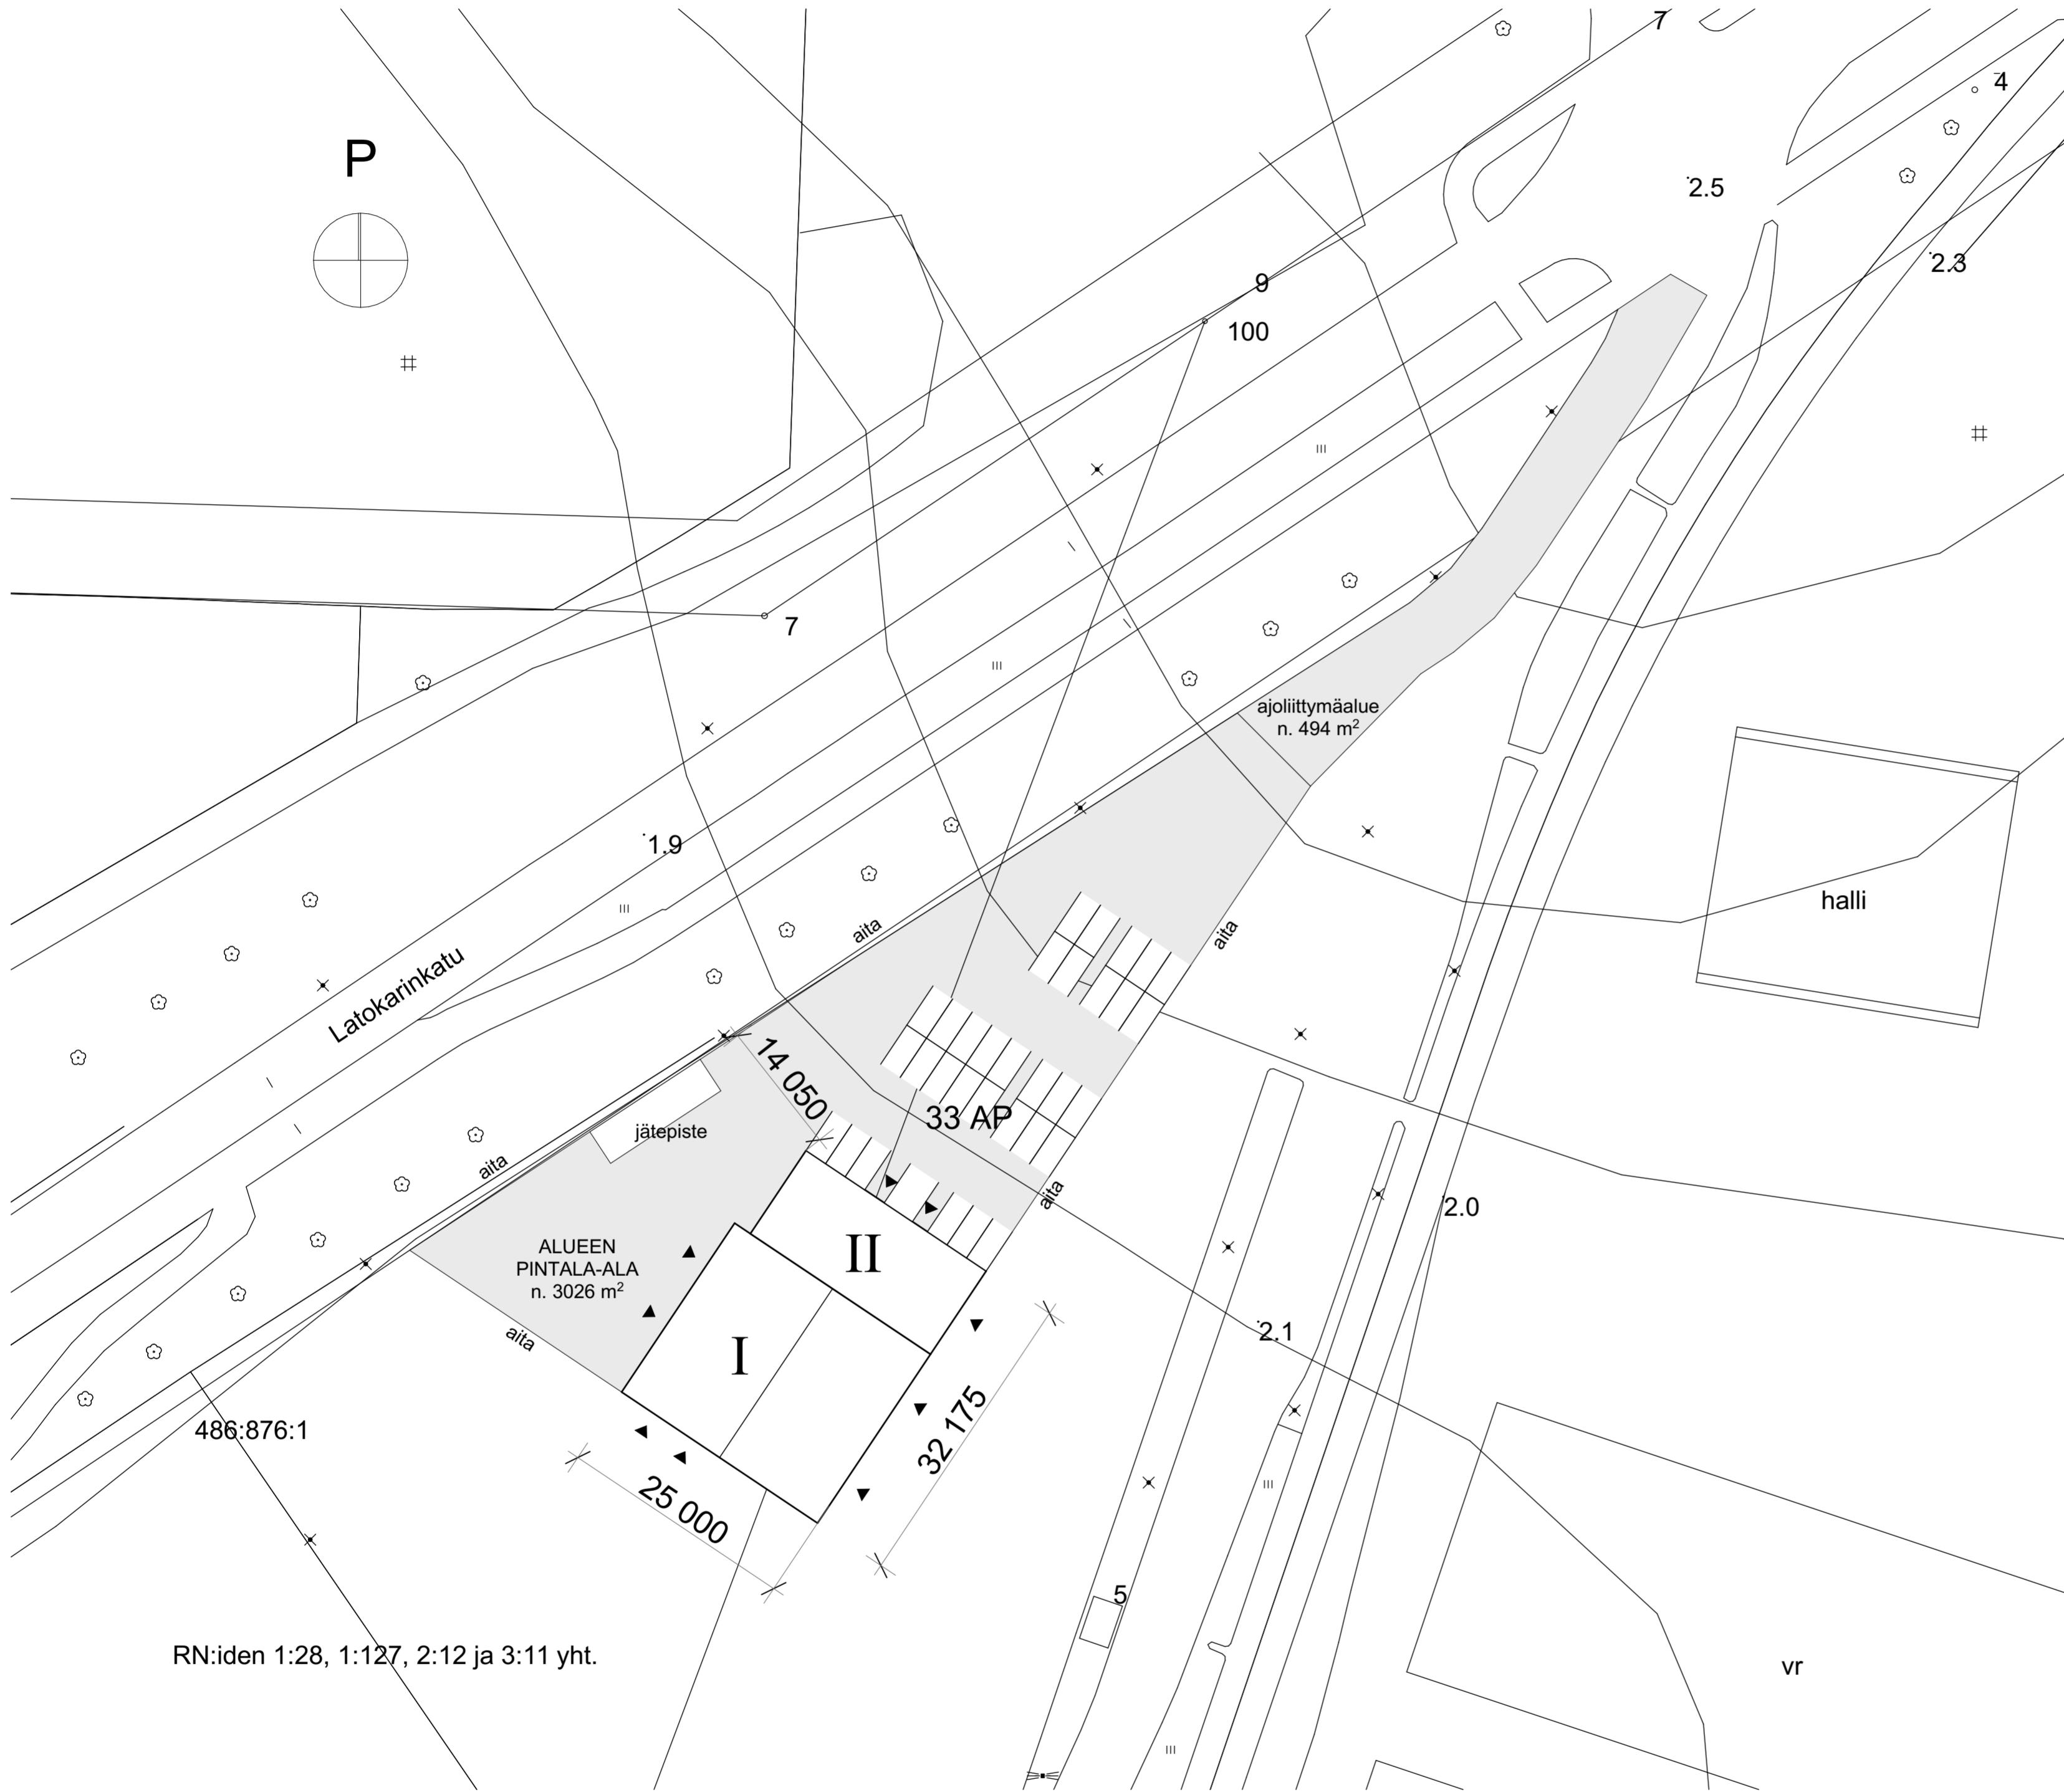 7
4
P
2.5
2.3
9
100
7
ajoliittymäalue
n. 494 m²
1.9
halli
aita
aita
Latokarinkatu
14 050
33 AP
jätepiste
aita
aita
2.0
ALUEEN
PINTALA-ALA
n. 3026 m²
II
aita
2.1
I
32 175
486:876:1
25 000
5
RN:iden 1:28, 1:127, 2:12 ja 3:11 yht.
vr